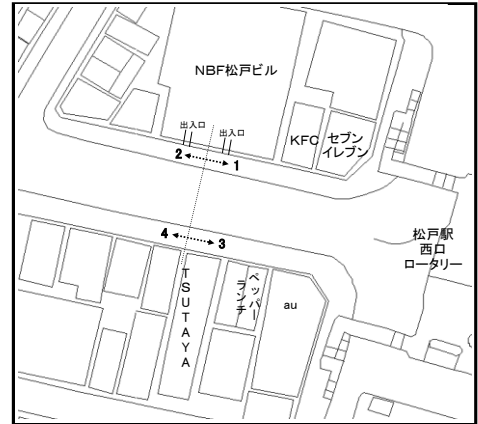 NBF松戸ビル
出入口
出入口
2
1
KFC
セブン
イレブン
4
3
松戸駅
西口
ロータリー
TSUTAYA
ペッパー
ランチ
au